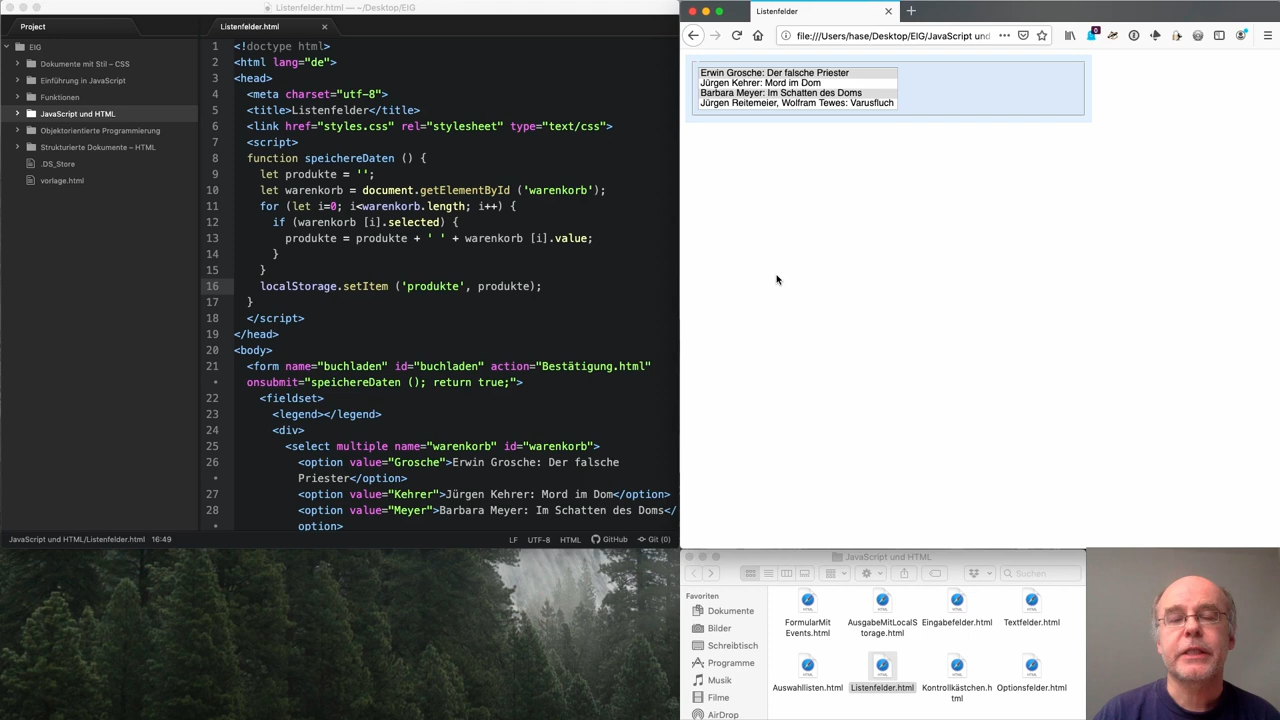 Listenfelder.html — ~/Desktop/EIG
Project
Listenfelder.html
EIG
Dokumente mit Stil – CSS
Einführung in JavaScript
Funktionen
JavaScript und HTML
Objektorientierte Programmierung
Strukturierte Dokumente – HTML
.DS_Store
vorlage.html
1 <!doctype html>
2 <html lang="de">
3 <head>
4 <meta charset="utf-8">
5 <title>Listenfelder</title>
6 <link href="styles.css" rel="stylesheet" type="text/css">
7 <script>
8 function speichereDaten () {
9 let produkte = '';
10 let warenkorb = document.getElementById ('warenkorb');
11 for (let i=0; i<warenkorb.length; i++) {
12 if (warenkorb [i].selected) {
13 produkte = produkte + ' ' + warenkorb [i].value;
14 }
15 }
16 localStorage.setItem ('produkte', produkte);
17 }
18 </script>
19 </head>
20 <body>
21 <form name="buchladen" id="buchladen" action="Bestätigung.html"
• onsubmit="speichereDaten (); return true;">
22 <fieldset>
23 <legend></legend>
24 <div>
25 <select multiple name="warenkorb" id="warenkorb">
26 <option value="Grosche">Erwin Grosche: Der falsche
• Priester</option>
27 <option value="Kehrer">Jürgen Kehrer: Mord im Dom</option>
28 <option value="Meyer">Barbara Meyer: Im Schatten des Doms</
• option>
JavaScript und HTML/Listenfelder.html 16:49
LF UTF-8 HTML GitHub Git (0)
Listenfelder
file:///Users/hase/Desktop/EIG/JavaScript und
0
Erwin Grosche: Der falsche Priester
Jürgen Kehrer: Mord im Dom
Barbara Meyer: Im Schatten des Doms
Jürgen Reitemeier, Wolfram Tewes: Varusfluch
JavaScript und HTML
Suchen
Favoriten
Dokumente
Bilder
Schreibtisch
Programme
Musik
Filme
AirDrop
FormularMit
Events.html
AusgabeMitLocalS
torage.html
Eingabefelder.html
Textfelder.html
Auswahllisten.html
Listenfelder.html
Kontrollkästchen.h
tml
Optionsfelder.html